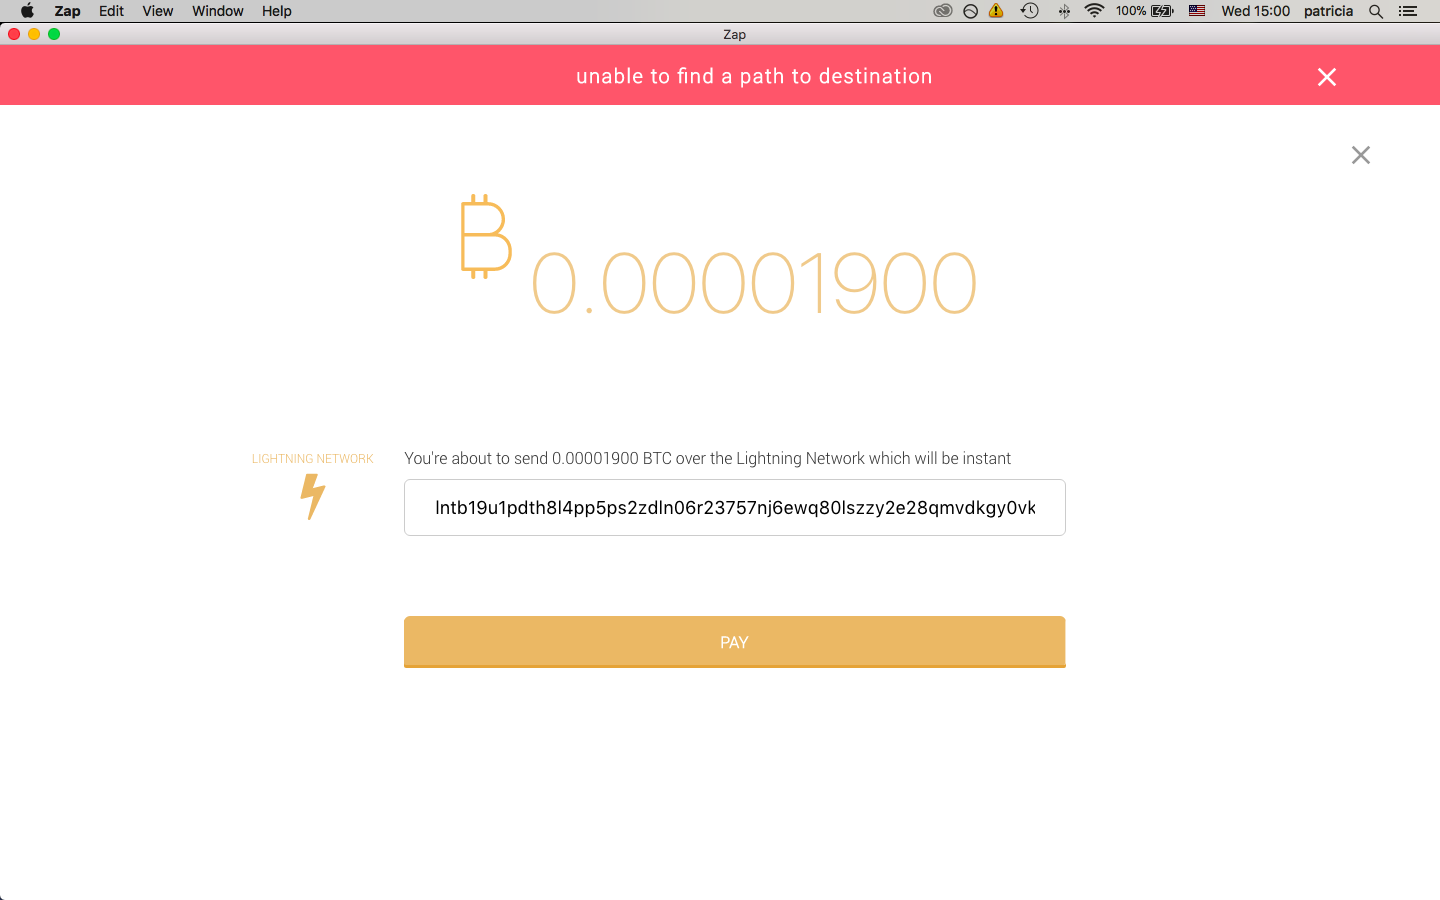 Zap Edit View Window Help 100% Wed 15:00 patricia
Zap
unable to find a path to destination
0.00001900
LIGHTNING NETWORK
You're about to send 0.00001900 BTC over the Lightning Network which will be instant
lntb19u1pdth8l4pp5ps2zdln06r23757nj6ewq80lszzy2e28qmvdkgy0vk
PAY